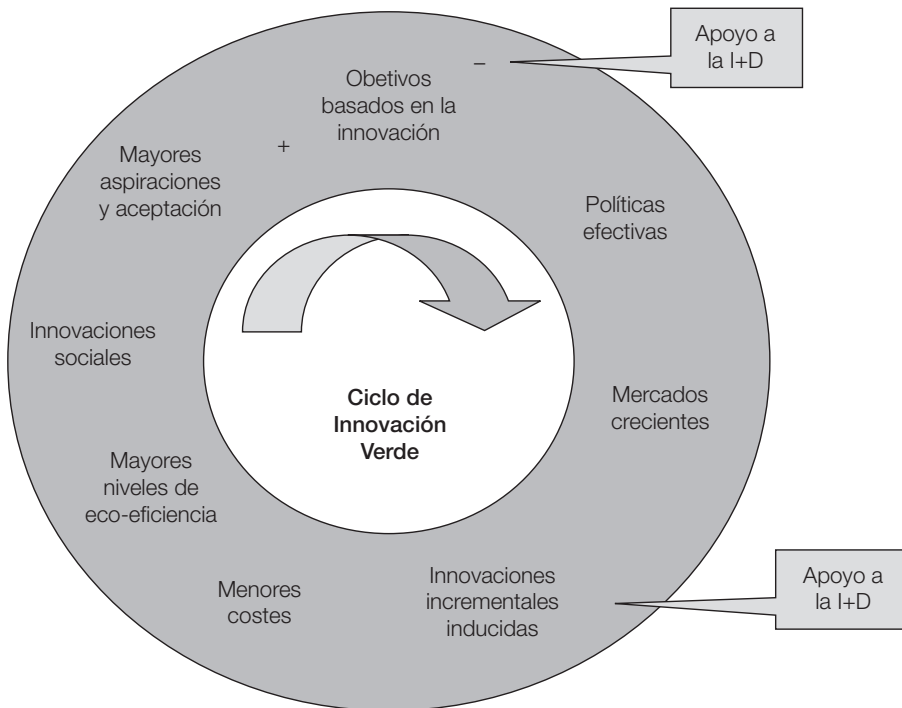 Apoyo a
la I+D
–
Obetivos
basados en la
innovación
+
Mayores
aspiraciones
y aceptación
Políticas
efectivas
Innovaciones
sociales
Ciclo de
Innovación
Verde
Mercados
crecientes
Mayores
niveles de
eco-eficiencia
Menores
costes
Innovaciones
incrementales
inducidas
Apoyo a
la I+D